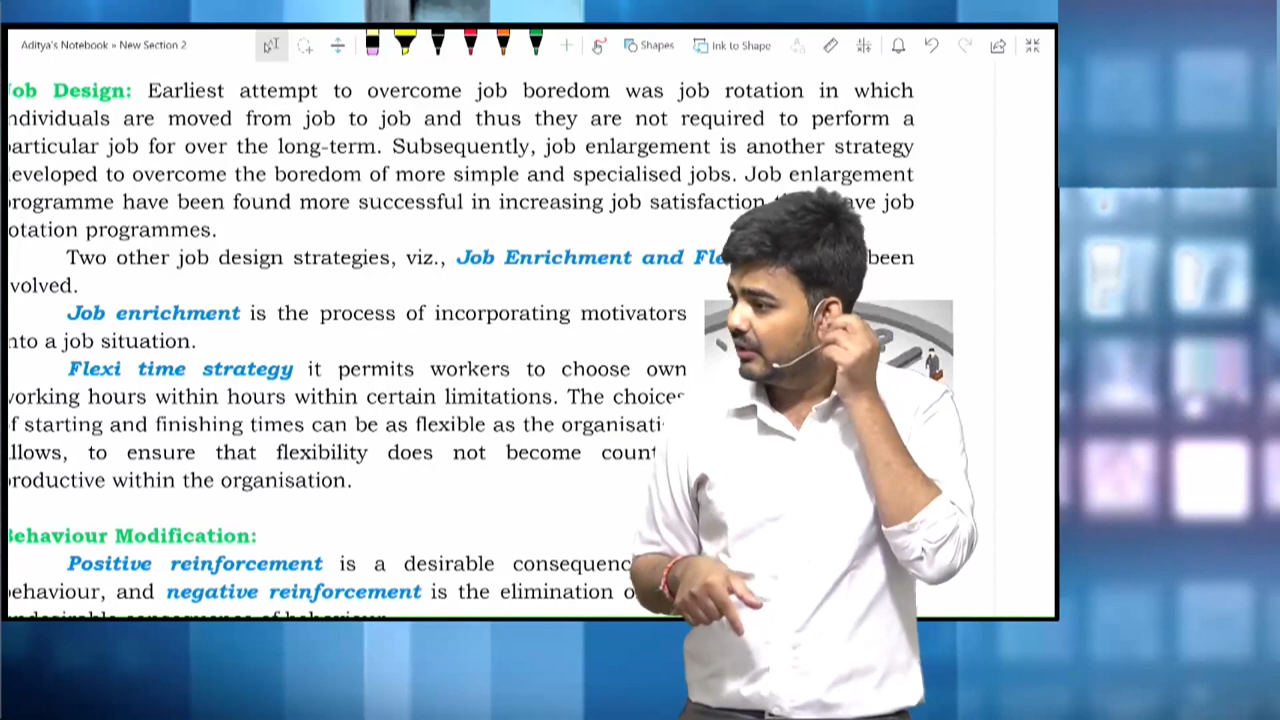 Aditya's Notebook » New Section 2
Shapes
Ink to Shape
ob Design: Earliest attempt to overcome job boredom was job rotation in which
ndividuals are moved from job to job and thus they are not required to perform a
articular job for over the long-term. Subsequently, job enlargement is another strategy
eveloped to overcome the boredom of more simple and specialised jobs. Job enlargement
rogramme have been found more successful in increasing job satisfaction ave job
otation programmes.
Two other job design strategies, viz., Job Enrichment and Fle been
volved.
Job enrichment is the process of incorporating motivators
nto a job situation.
Flexi time strategy it permits workers to choose own
orking hours within hours within certain limitations. The choices
f starting and finishing times can be as flexible as the organisati
llows, to ensure that flexibility does not become count
roductive within the organisation.
ehaviour Modification:
Positive reinforcement is a desirable consequenc
ehaviour, and negative reinforcement is the elimination o